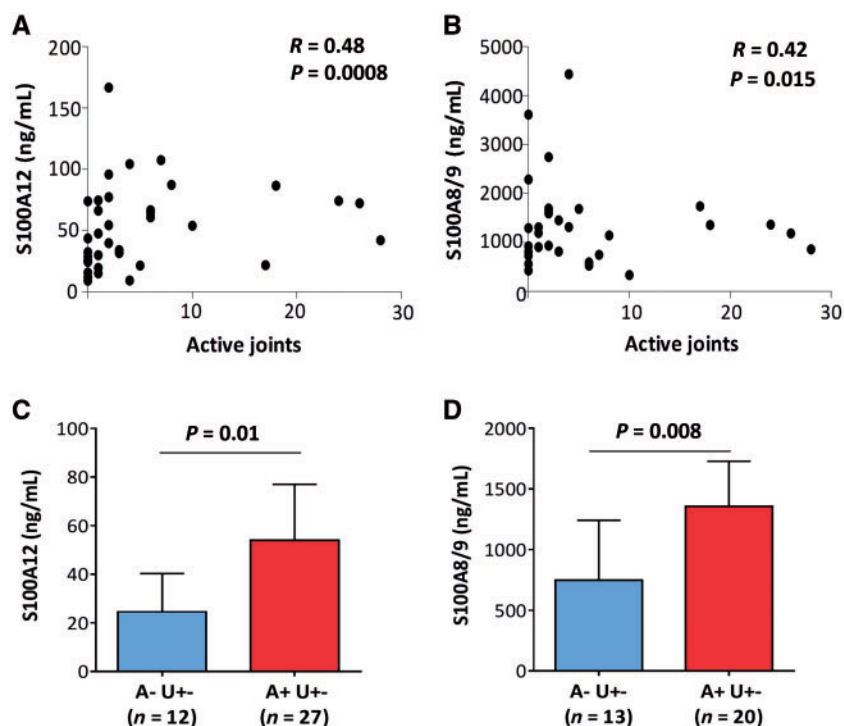 A
S100A12 (ng/mL)
200
150
100
50
0
10
20
30
Active joints
R = 0.48
P = 0.0008
B
S100A8/9 (ng/mL)
5000
4000
3000
2000
1000
0
10
20
30
Active joints
R = 0.42
P = 0.015
C
S100A12 (ng/mL)
100
80
60
40
20
0
P = 0.01
A- U+- A+ U+-
(n = 12) (n = 27)
D
S100A8/9 (ng/mL)
2000
1500
1000
500
0
P = 0.008
A- U+- A+ U+-
(n = 13) (n = 20)